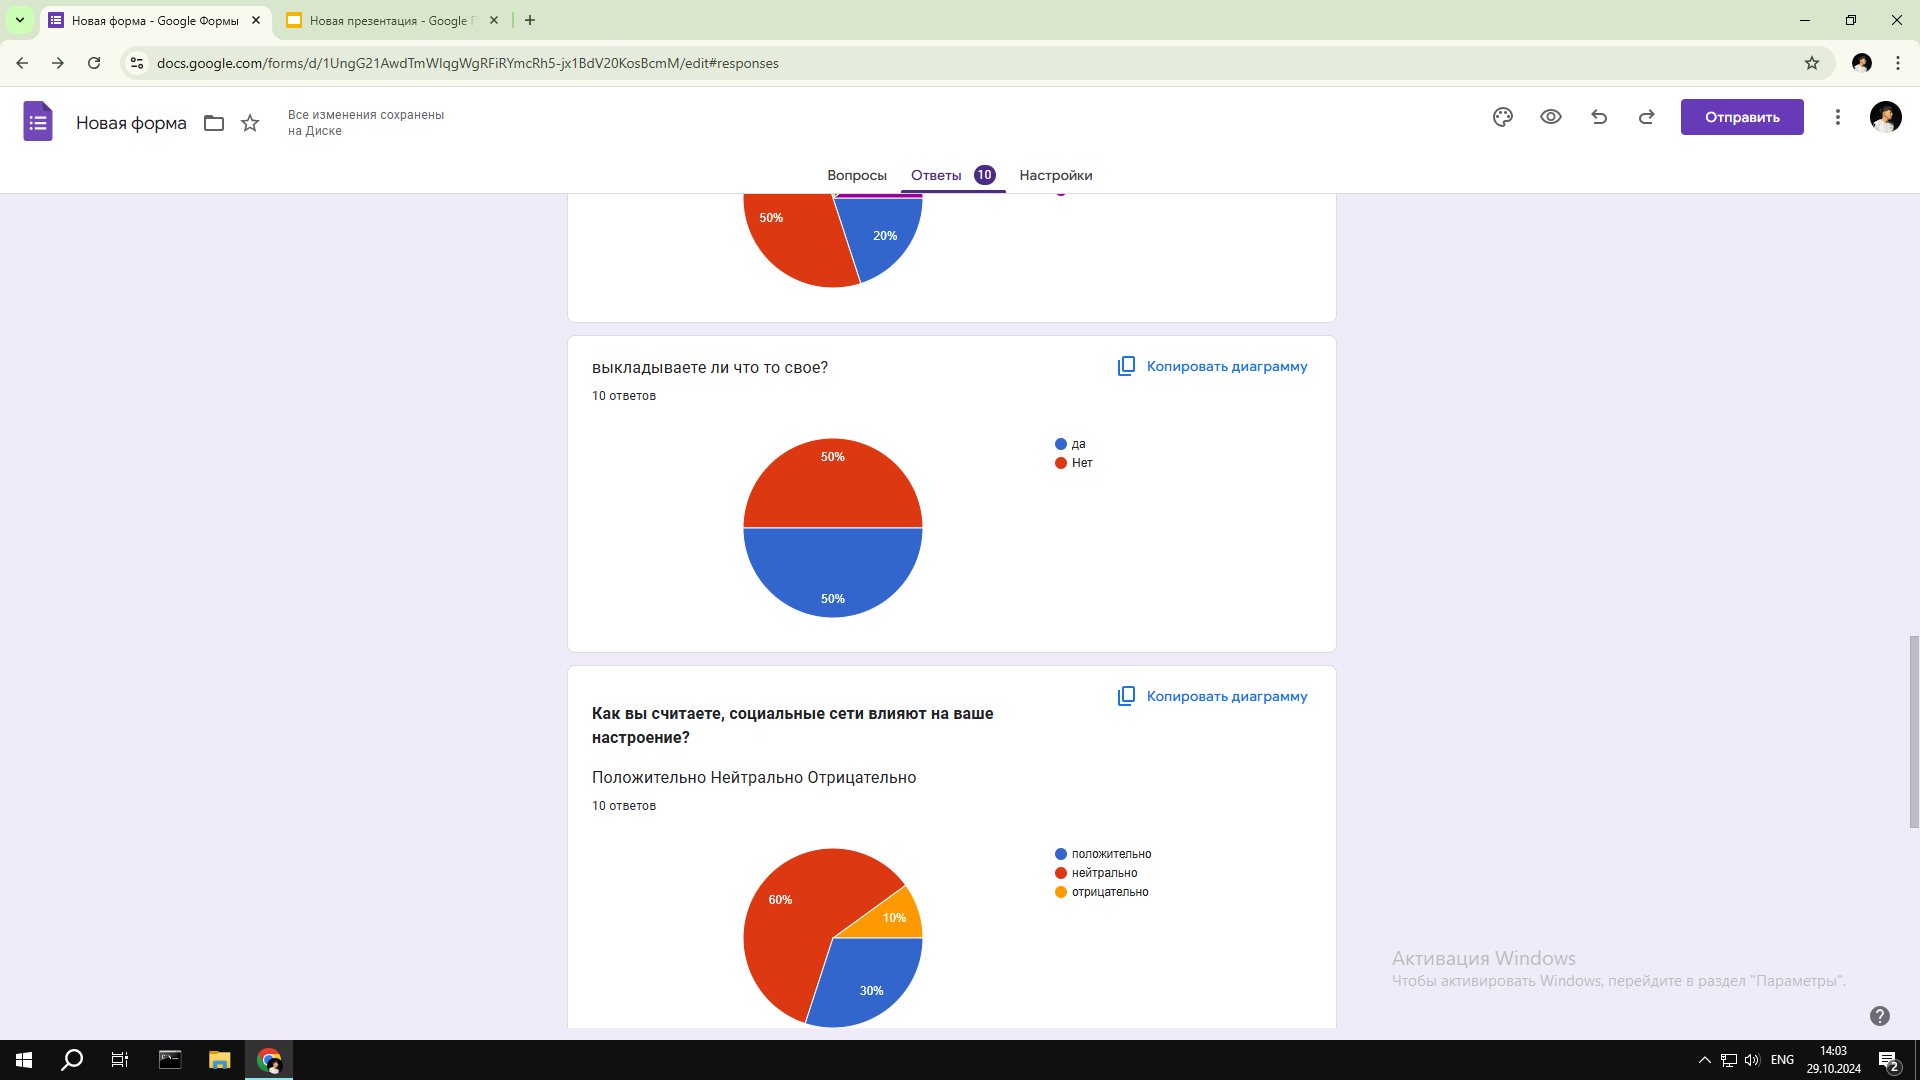 Новая форма - Google Формы
Новая презентация - Google П
docs.google.com/forms/d/1UngG21AwdTmWlqgWgRFiRYmcRh5-jx1BdV20KosBcmM/edit#responses
Новая форма
Все изменения сохранены
на Диске
Отправить
Вопросы
Ответы 10
Настройки
50%
20%
выкладываете ли что то свое?
Копировать диаграмму
10 ответов
да
Нет
50%
50%
Копировать диаграмму
Как вы считаете, социальные сети влияют на ваше
настроение?
Положительно Нейтрально Отрицательно
10 ответов
положительно
нейтрально
отрицательно
60%
10%
30%
Активация Windows
Чтобы активировать Windows, перейдите в раздел "Параметры".
ENG
14:03
29.10.2024
2